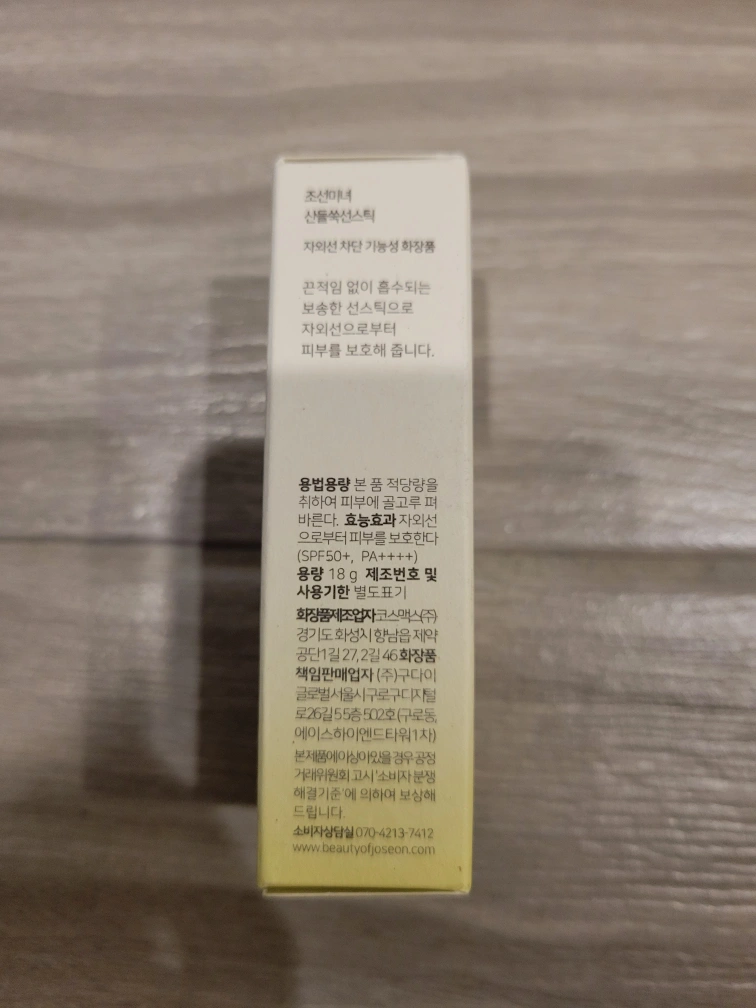 조선미녀
산들쑥선스틱
자외선 차단 기능성 화장품
끈적임 없이 흡수되는
보송한 선스틱으로
자외선으로부터
피부를 보호해 줍니다.
용법용량 본 품 적당량을
취하여 피부에 골고루 펴
바른다. 효능효과 자외선
으로부터 피부를 보호한다
(SPF50+, PA++++)
용량 18 g 제조번호 및
사용기한 별도표기
화장품제조업자 코스맥스(주)
경기도 화성시 향남읍 제약
공단1길 27, 2길 46 화장품
책임판매업자 (주)구다이
글로벌 서울시 구로구 디지털
로26길 5 5층 502호 (구로동,
에이스하이엔드타워1차)
본 제품에 이상이 있을 경우 공정
거래위원회 고시 '소비자 분쟁
해결기준'에 의하여 보상해
드립니다.
소비자상담실 070-4213-7412
www.beautyofjoseon.com